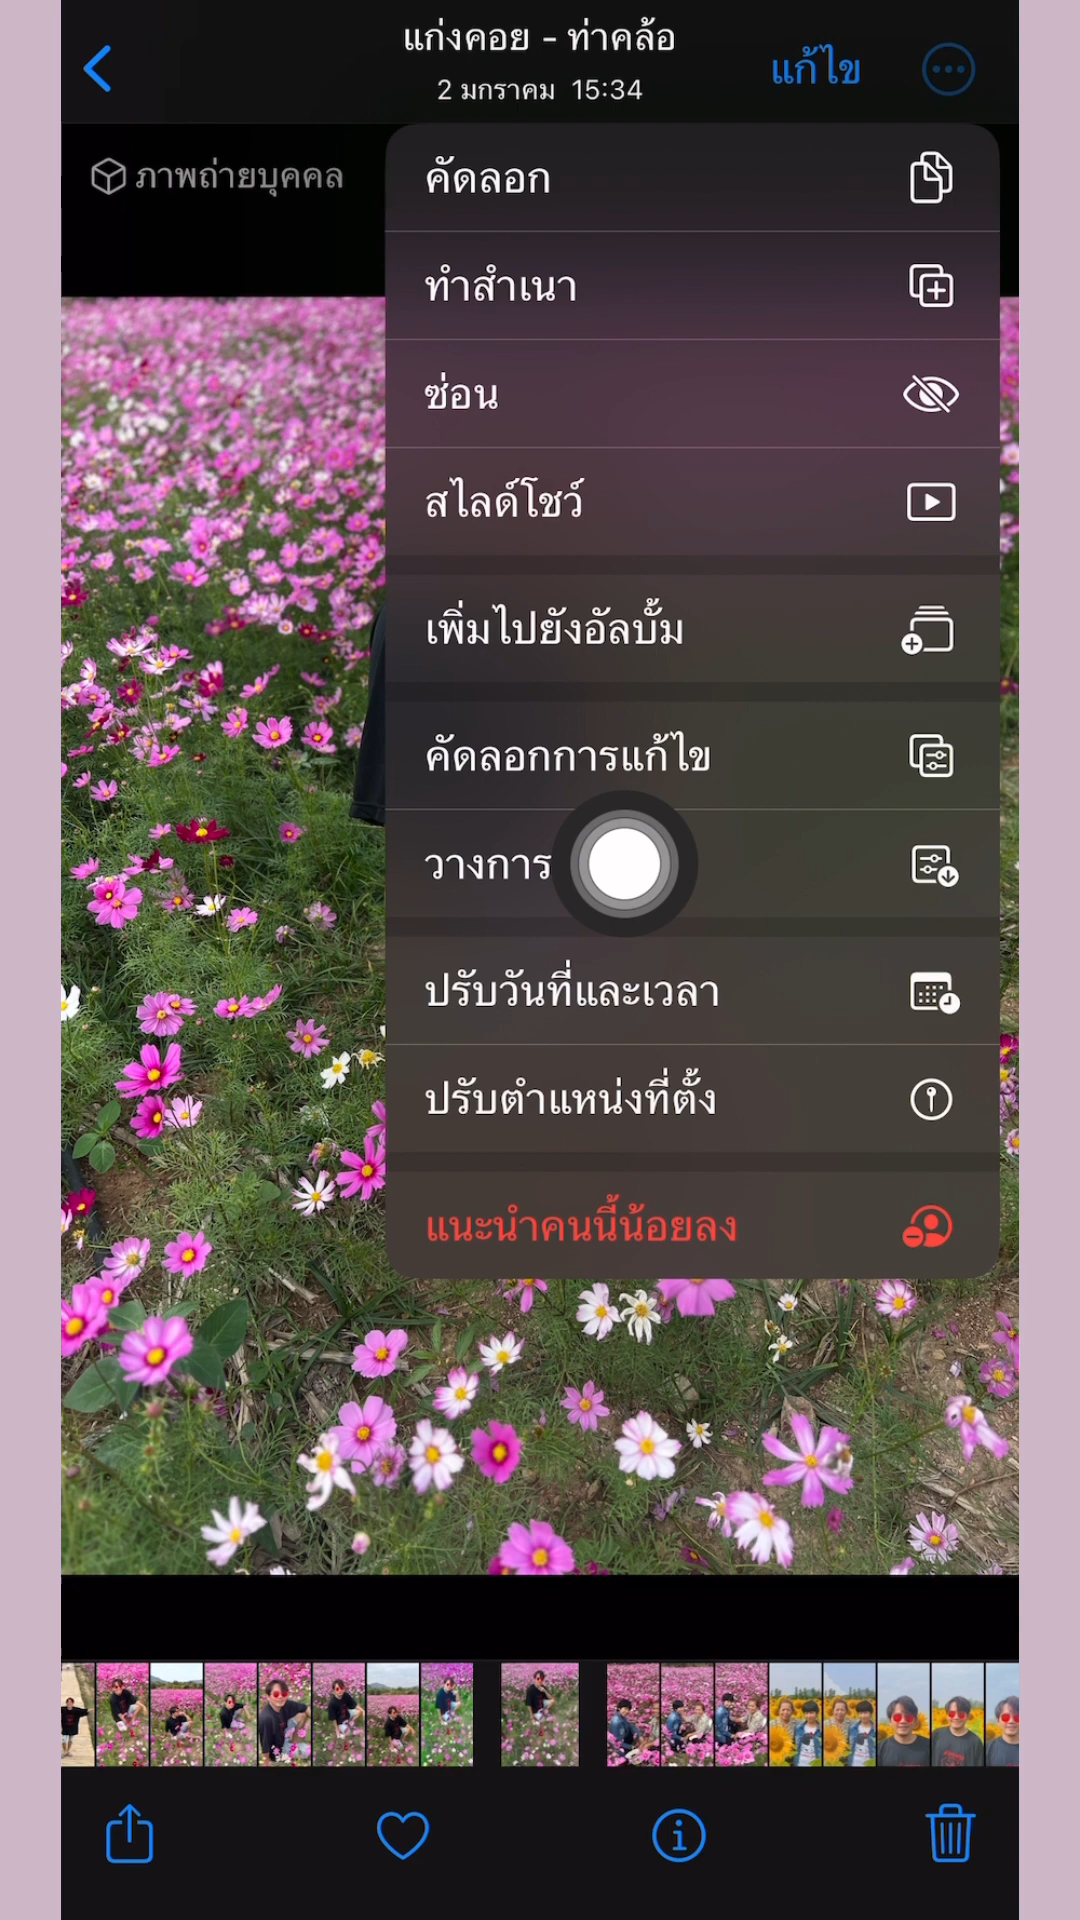 แก่งคอย - ท่าคล้อ
2 มกราคม 15:34
แก้ไข
ภาพถ่ายบุคคล
คัดลอก
ทำสำเนา
ซ่อน
สไลด์โชว์
เพิ่มไปยังอัลบั้ม
คัดลอกการแก้ไข
วางการ
ปรับวันที่และเวลา
ปรับตำแหน่งที่ตั้ง
แนะนำคนนี้น้อยลง